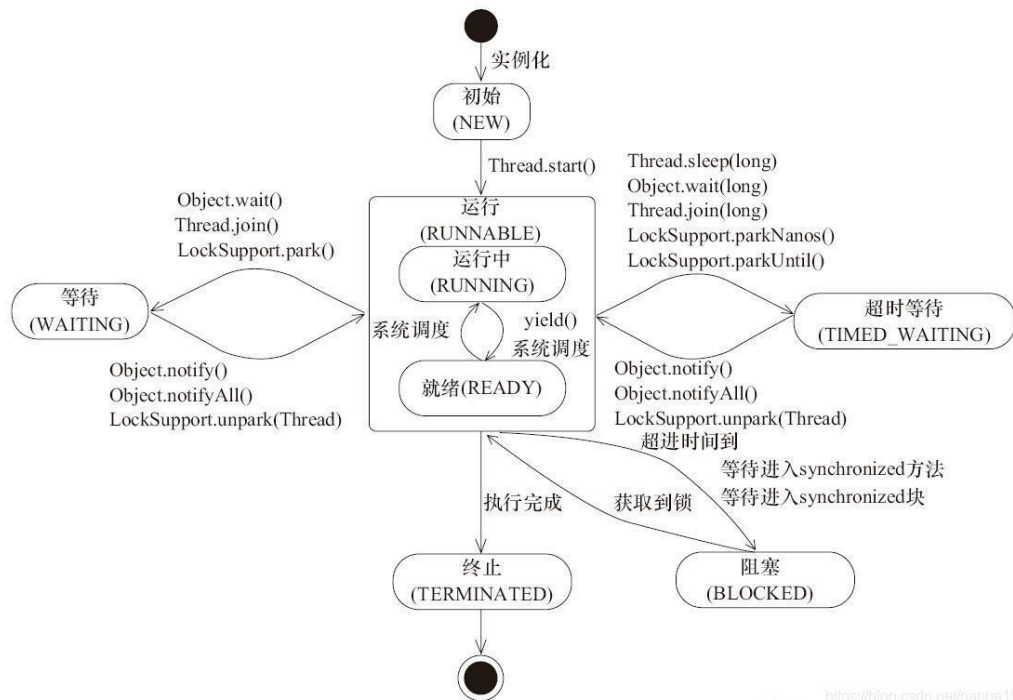 实例化
初始
(NEW)
Thread.start()
Object.wait()
Thread.join()
LockSupport.park()
Thread.sleep(long)
Object.wait(long)
Thread.join(long)
LockSupport.parkNanos()
LockSupport.parkUntil()
运行
(RUNNABLE)
运行中
(RUNNING)
等待
(WAITING)
超时等待
(TIMED_WAITING)
系统调度
yield()
系统调度
就绪(READY)
Object.notify()
Object.notifyAll()
LockSupport.unpark(Thread)
Object.notify()
Object.notifyAll()
LockSupport.unpark(Thread)
超进时间到
等待进入synchronized方法
等待进入synchronized块
执行完成
获取到锁
终止
(TERMINATED)
阻塞
(BLOCKED)